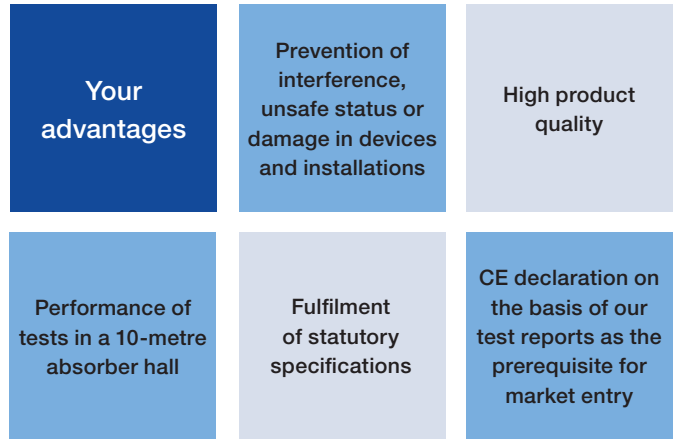 Your
advantages
Prevention of
interference,
unsafe status or
damage in devices
and installations
High product
quality
Performance of
tests in a 10-metre
absorber hall
Fulfilment
of statutory
specifications
CE declaration on
the basis of our
test reports as the
prerequisite for
market entry